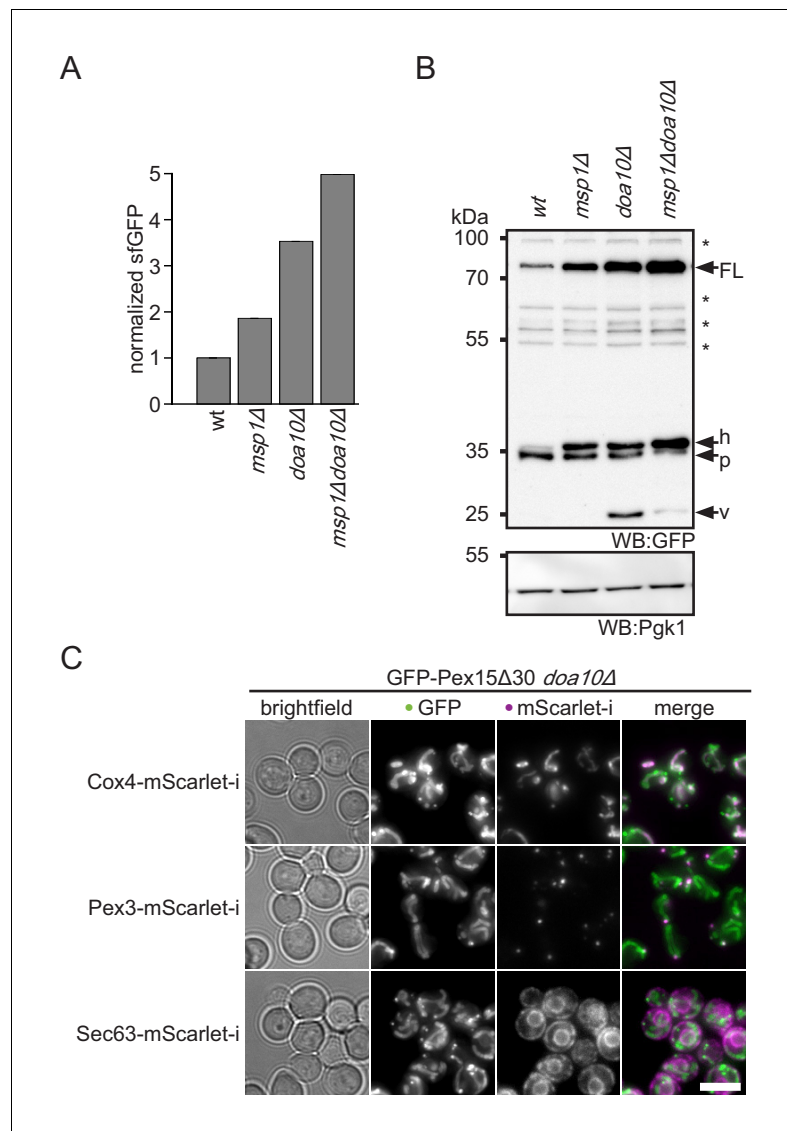 A
normalized sfGFP
5
4
3
2
1
0
wt
msp1Δ
doa10Δ
msp1Δdoa10Δ
B
wt
msp1Δ
doa10Δ
msp1Δdoa10Δ
kDa
100
70
55
35
25
*
FL
*
*
*
h
p
v
WB:GFP
55
WB:Pgk1
C
GFP-Pex15Δ30 doa10Δ
brightfield • GFP • mScarlet-i merge
Cox4-mScarlet-i
Pex3-mScarlet-i
Sec63-mScarlet-i